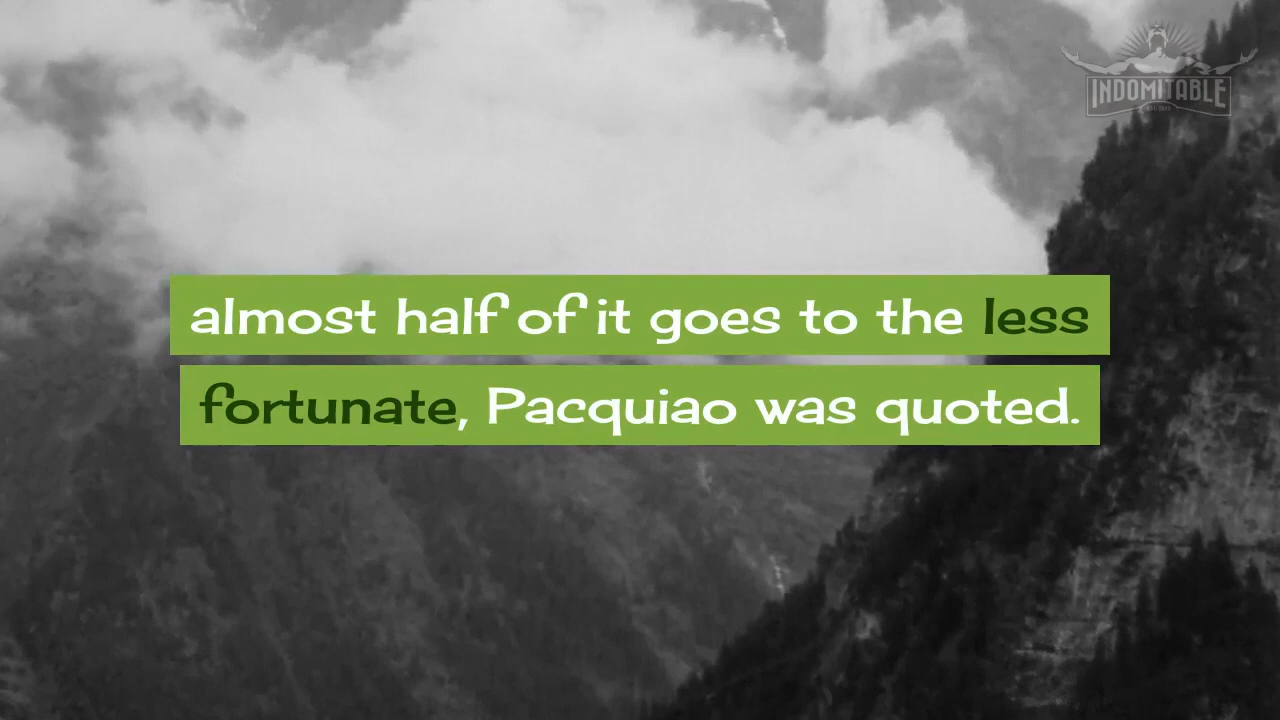 INDOMITABLE
almost half of it goes to the less
fortunate, Pacquiao was quoted.